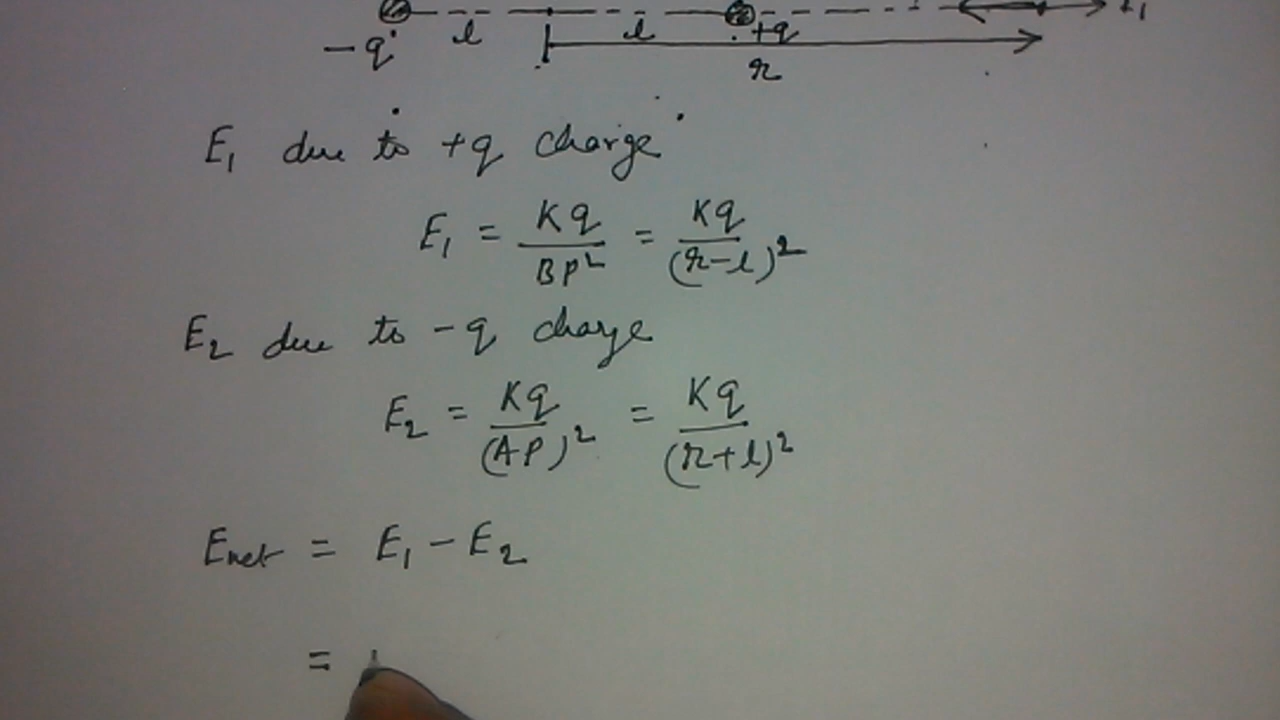 -q l l +q E₁
r
E₁ due to +q charge
E₁ = Kq / BP² = Kq / (r-l)²
E₂ due to -q charge
E₂ = Kq / (AP)² = Kq / (r+l)²
Enet = E₁ - E₂
=